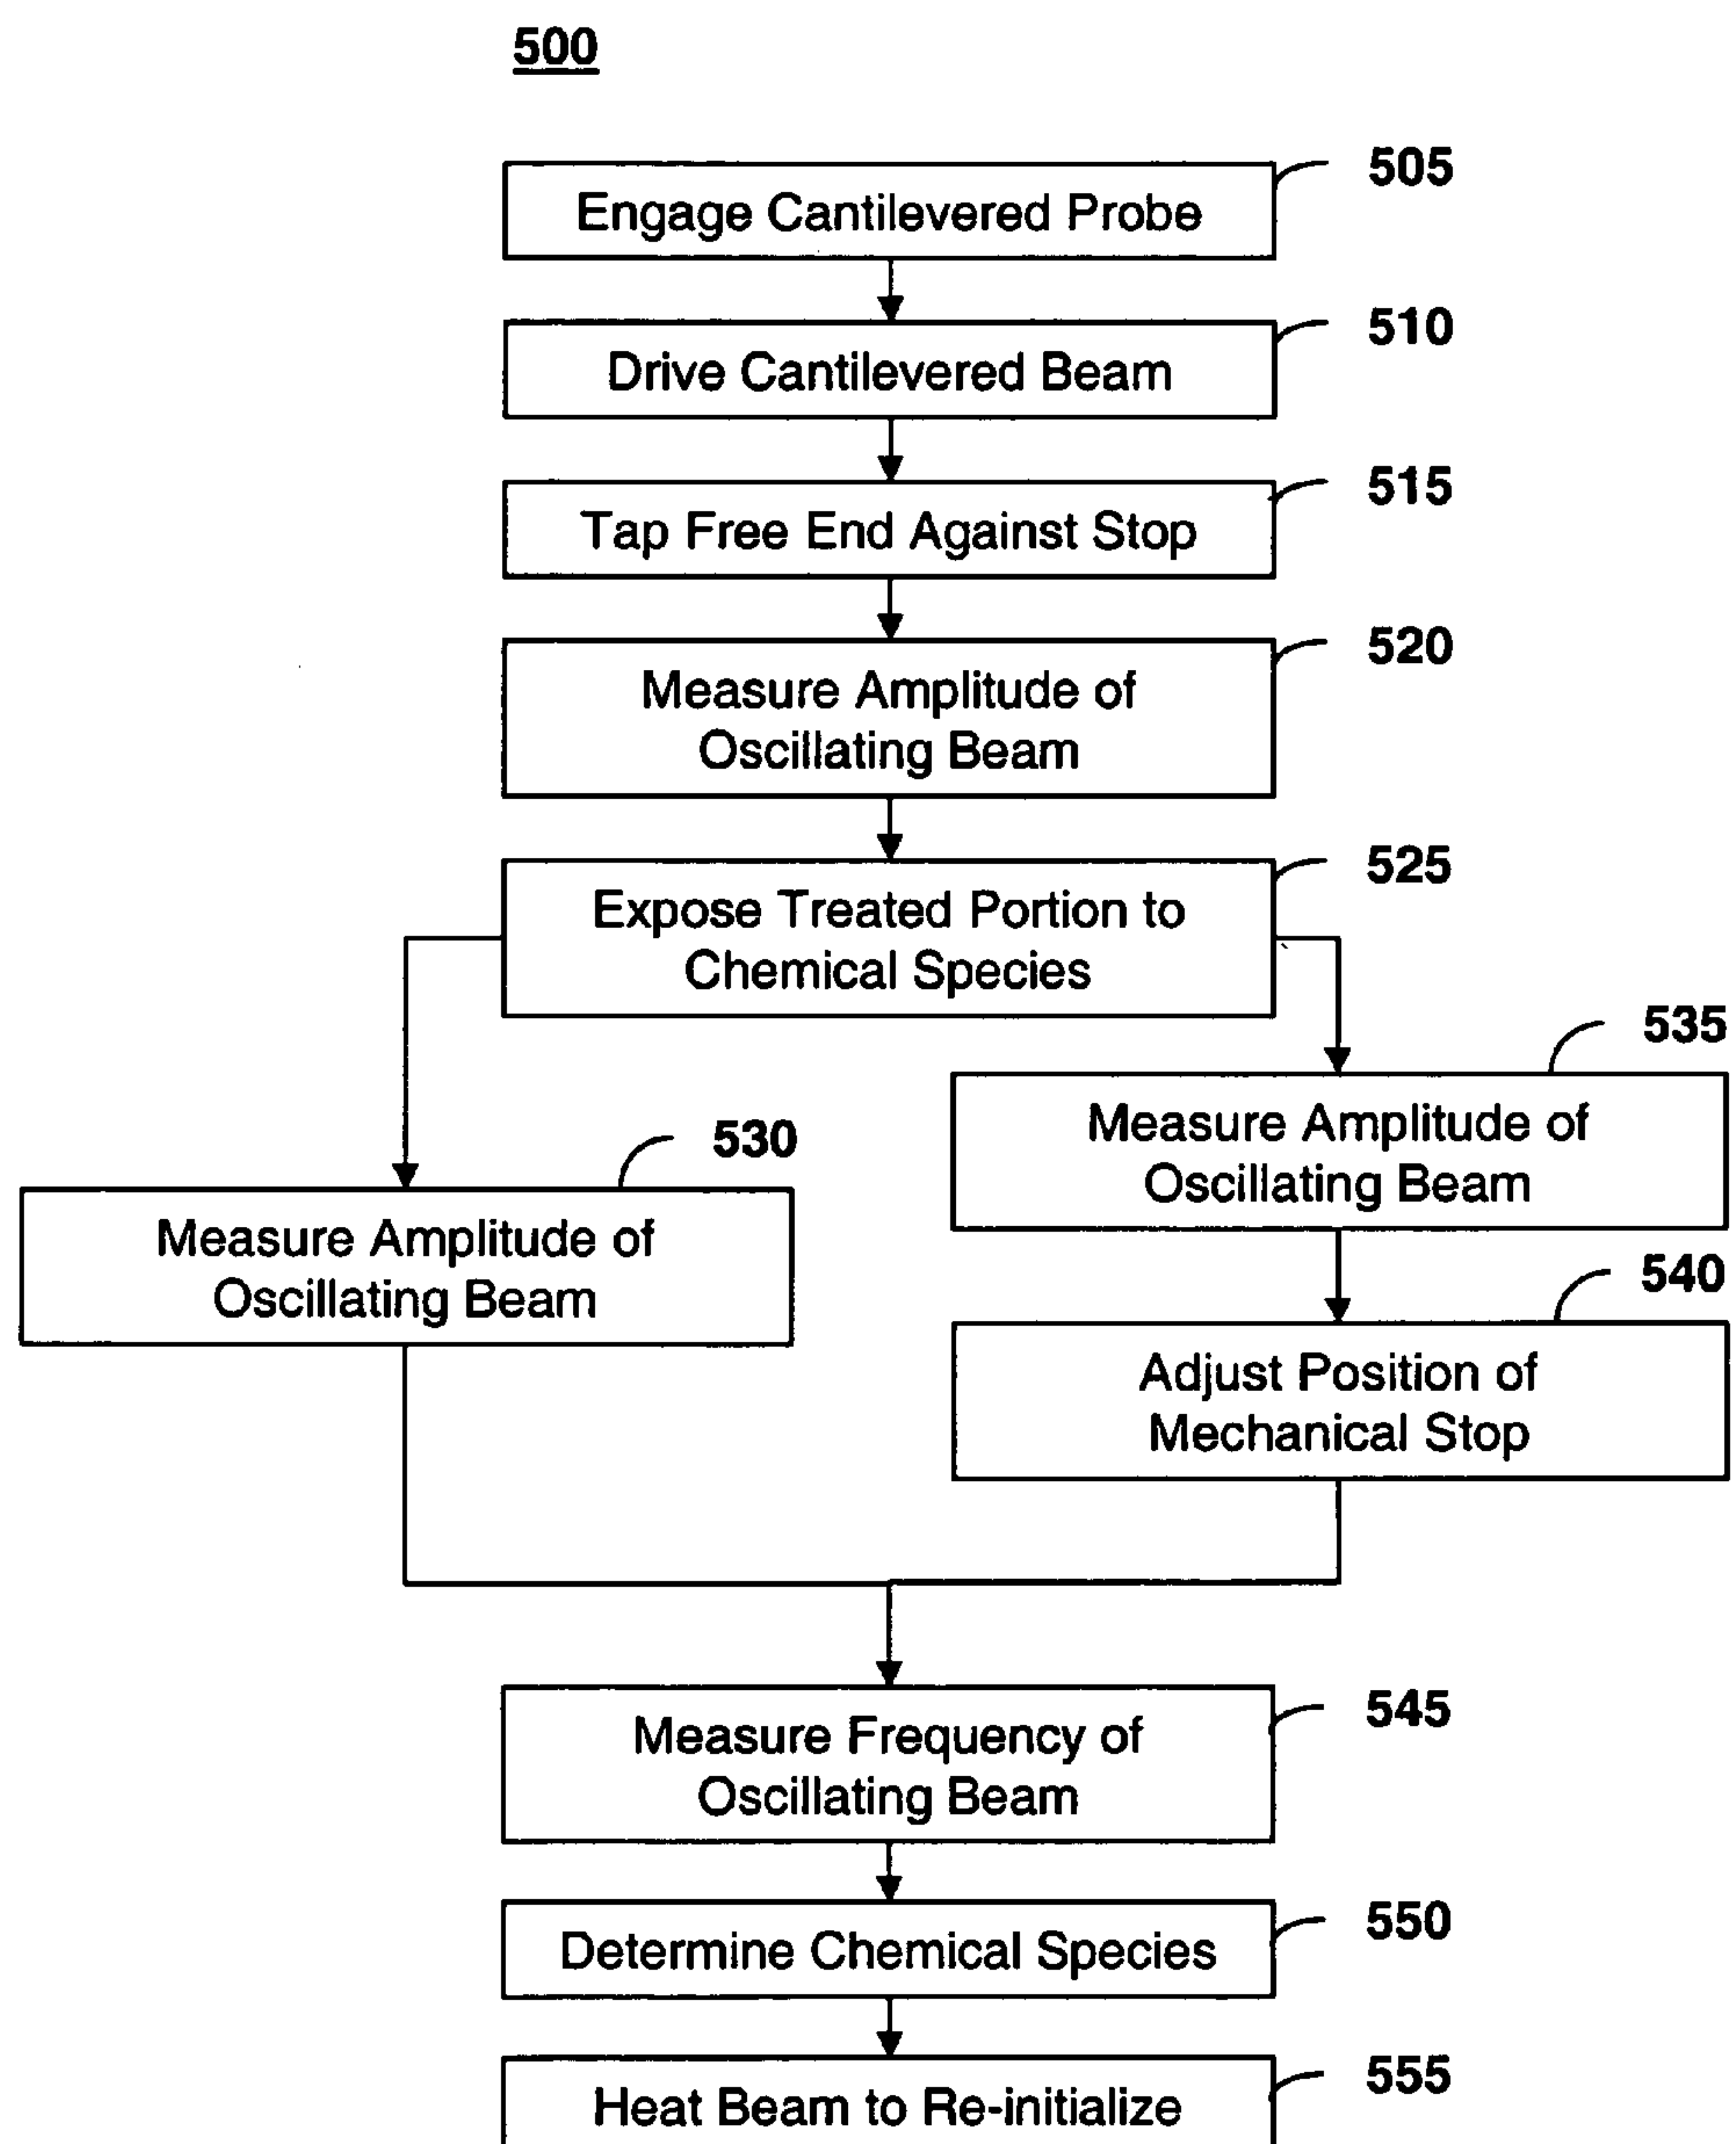 500
505
Engage Cantilevered Probe
510
Drive Cantilevered Beam
515
Tap Free End Against Stop
520
Measure Amplitude of
Oscillating Beam
525
Expose Treated Portion to
Chemical Species
535
Measure Amplitude of
Oscillating Beam
530
Measure Amplitude of
Oscillating Beam
540
Adjust Position of
Mechanical Stop
545
Measure Frequency of
Oscillating Beam
550
Determine Chemical Species
555
Heat Beam to Re-initialize